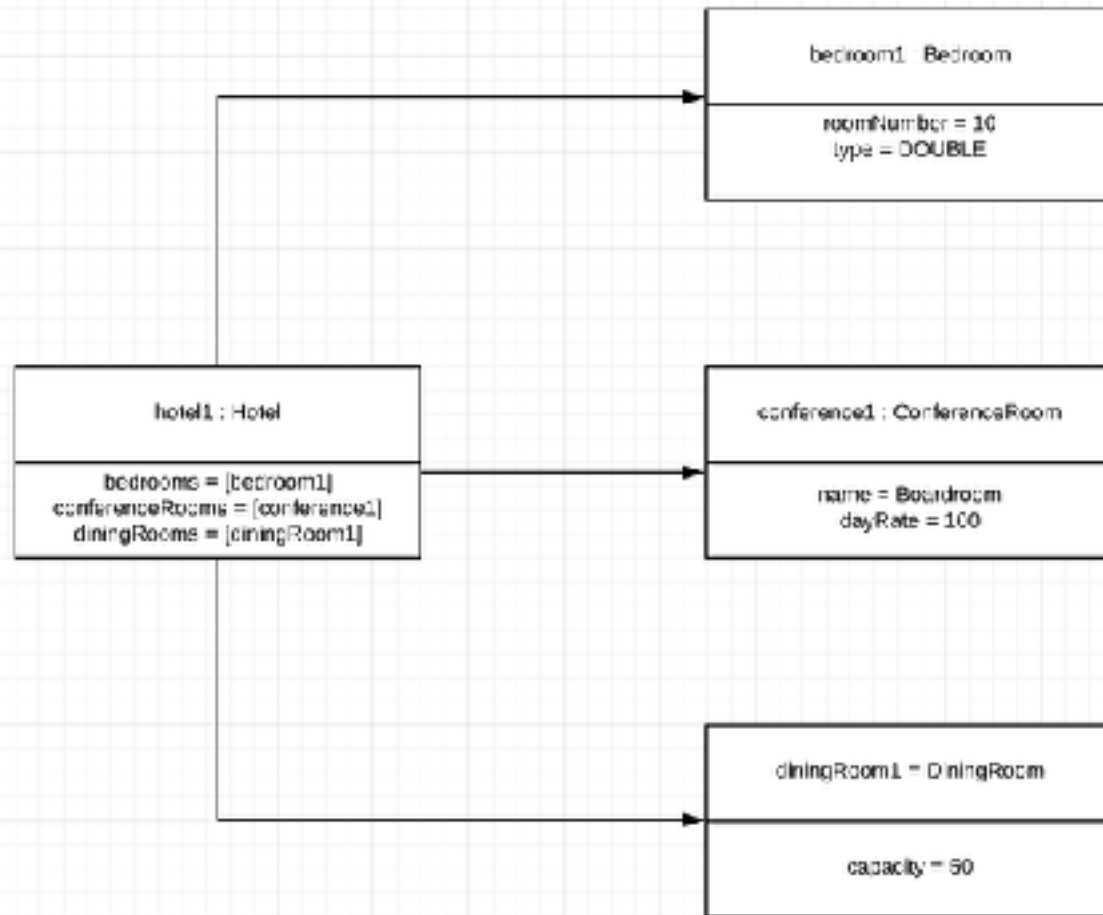 bedroom1 : Bedroom
roomNumber = 10
type = DOUBLE
hotel1 : Hotel
bedrooms = [bedroom1]
conferenceRooms = [conference1]
diningRooms = [diningRoom1]
conference1 : ConferenceRoom
name = Boardroom
dayRate = 100
diningRoom1 = DiningRoom
capacity =